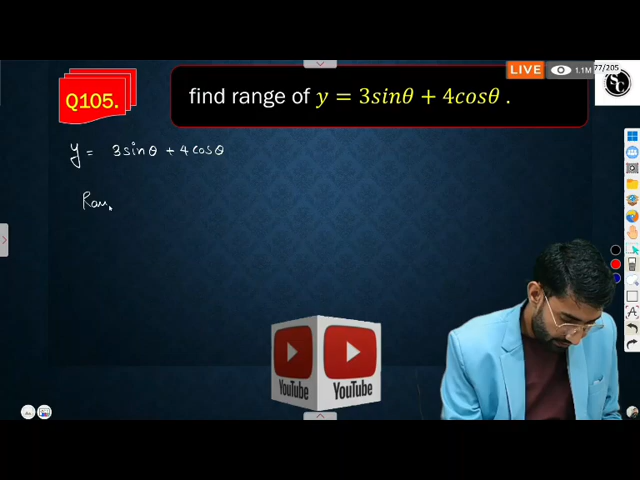 LIVE 1.1M 77/205
Q105. find range of y = 3sinθ + 4cosθ .
y = 3sinθ + 4cosθ
Ran
YouTube YouTube